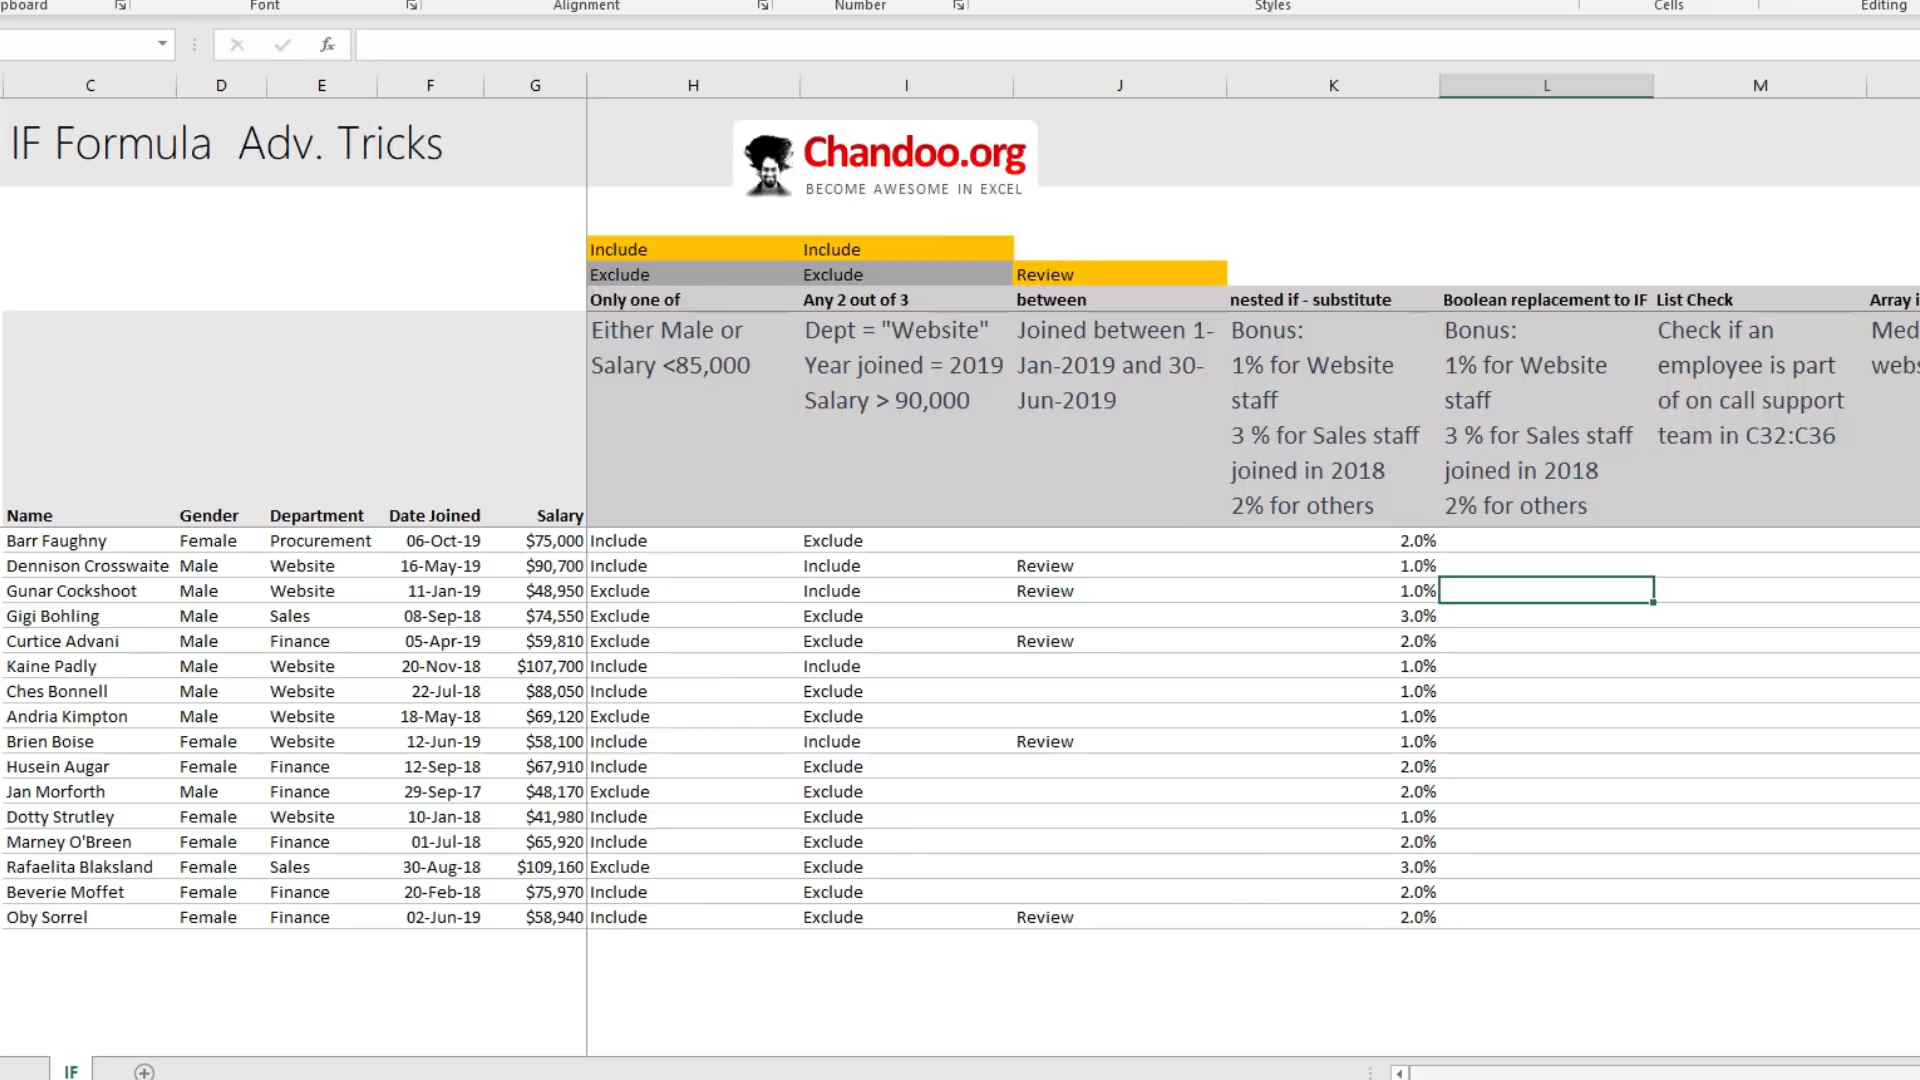 pboard Font Alignment Number Styles Cells Editing
fx
C D E F G H I J K L M
IF Formula Adv. Tricks
Chandoo.org
BECOME AWESOME IN EXCEL
Include Include
Exclude Exclude Review
Only one of Any 2 out of 3 between nested if - substitute Boolean replacement to IF List Check Array i
Either Male or Dept = "Website" Joined between 1- Bonus: Bonus: Check if an Med
Salary <85,000 Year joined = 2019 Jan-2019 and 30- 1% for Website 1% for Website employee is part webs
Salary > 90,000 Jun-2019 staff staff of on call support
3 % for Sales staff 3 % for Sales staff team in C32:C36
joined in 2018 joined in 2018
2% for others 2% for others
Name Gender Department Date Joined Salary
Barr Faughny Female Procurement 06-Oct-19 $75,000 Include Exclude 2.0%
Dennison Crosswaite Male Website 16-May-19 $90,700 Include Include Review 1.0%
Gunar Cockshoot Male Website 11-Jan-19 $48,950 Exclude Include Review 1.0%
Gigi Bohling Male Sales 08-Sep-18 $74,550 Exclude Exclude 3.0%
Curtice Advani Male Finance 05-Apr-19 $59,810 Exclude Exclude Review 2.0%
Kaine Padly Male Website 20-Nov-18 $107,700 Include Include 1.0%
Ches Bonnell Male Website 22-Jul-18 $88,050 Include Exclude 1.0%
Andria Kimpton Male Website 18-May-18 $69,120 Exclude Exclude 1.0%
Brien Boise Female Website 12-Jun-19 $58,100 Include Include Review 1.0%
Husein Augar Female Finance 12-Sep-18 $67,910 Include Exclude 2.0%
Jan Morforth Male Finance 29-Sep-17 $48,170 Exclude Exclude 2.0%
Dotty Strutley Female Website 10-Jan-18 $41,980 Include Exclude 1.0%
Marney O'Breen Female Finance 01-Jul-18 $65,920 Include Exclude 2.0%
Rafaelita Blaksland Female Sales 30-Aug-18 $109,160 Exclude Exclude 3.0%
Beverie Moffet Female Finance 20-Feb-18 $75,970 Include Exclude 2.0%
Oby Sorrel Female Finance 02-Jun-19 $58,940 Include Exclude Review 2.0%
IF